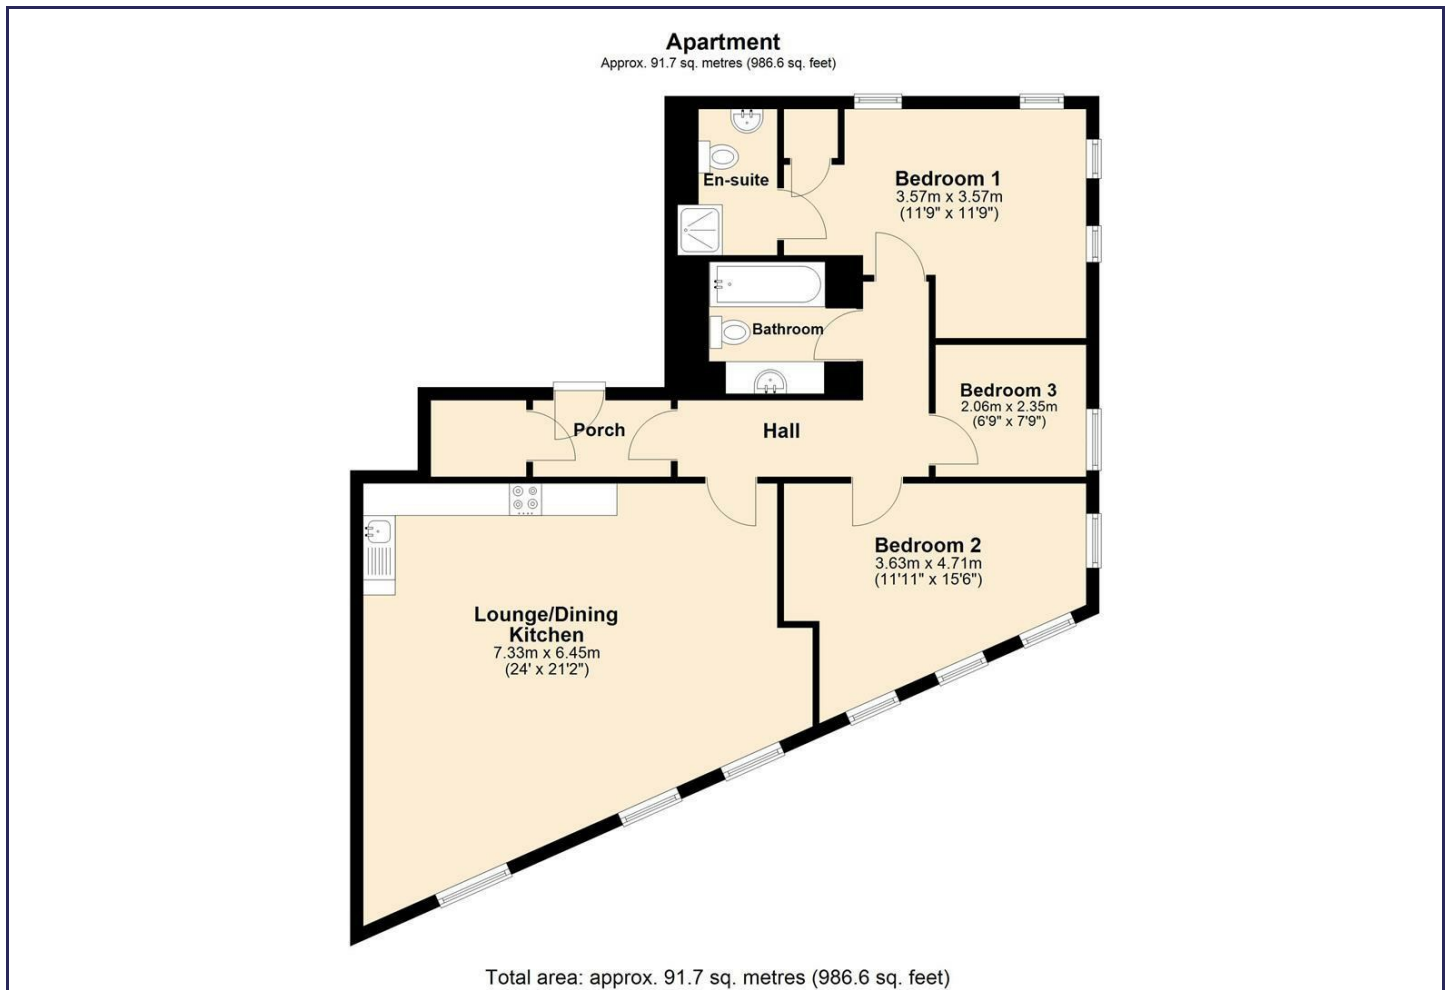 Apartment
Approx. 91.7 sq. metres (986.6 sq. feet)
En-suite
Bedroom 1
3.57m x 3.57m
(11'9" x 11'9")
Bathroom
Bedroom 3
2.06m x 2.35m
(6'9" x 7'9")
Porch
Hall
Bedroom 2
3.63m x 4.71m
(11'11" x 15'6")
Lounge/Dining
Kitchen
7.33m x 6.45m
(24' x 21'2")
Total area: approx. 91.7 sq. metres (986.6 sq. feet)